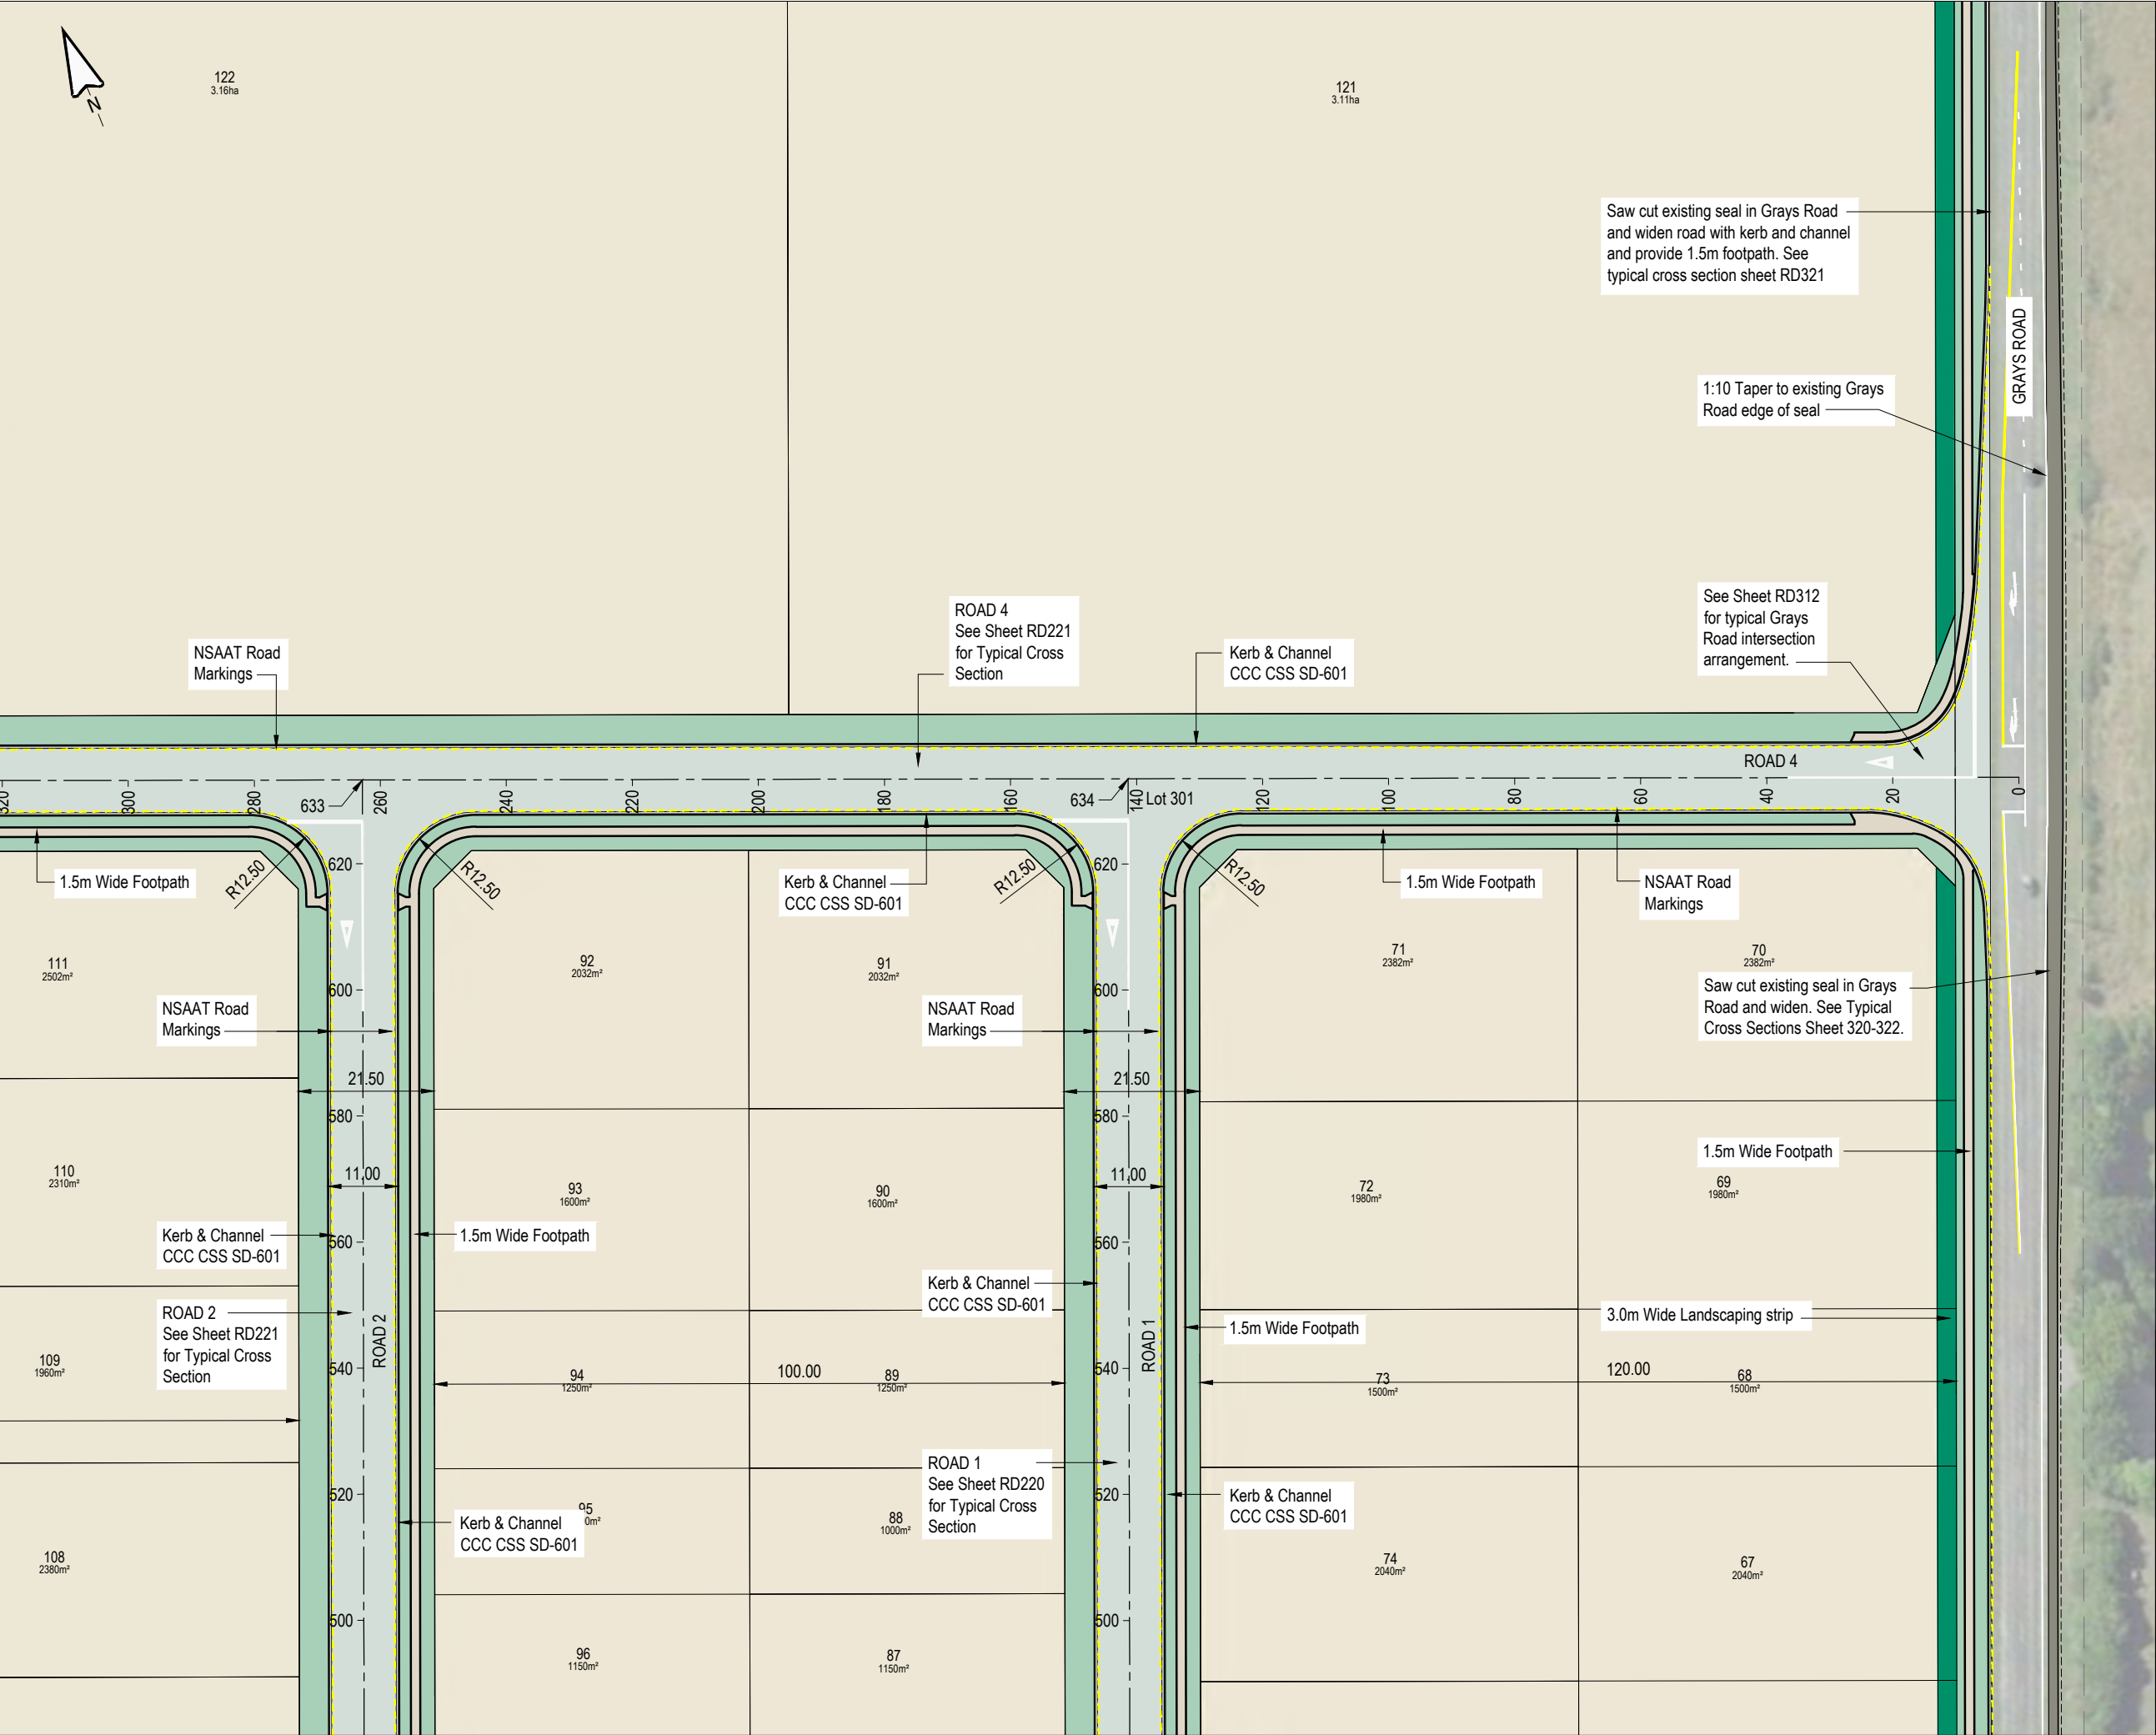 N
122
3.16ha
121
3.11ha
Saw cut existing seal in Grays Road
and widen road with kerb and channel
and provide 1.5m footpath. See
typical cross section sheet RD321
GRAYS ROAD
1:10 Taper to existing Grays
Road edge of seal
See Sheet RD312
for typical Grays
Road intersection
arrangement.
ROAD 4
See Sheet RD221
for Typical Cross
Section
NSAAT Road
Markings
Kerb & Channel
CCC CSS SD-601
ROAD 4
320
300
280
633
260
240
220
200
180
160
634
140
Lot 301
120
100
80
60
40
20
0
620
620
R12.50
R12.50
R12.50
R12.50
1.5m Wide Footpath
Kerb & Channel
CCC CSS SD-601
1.5m Wide Footpath
NSAAT Road
Markings
111
2502m²
92
2032m²
91
2032m²
71
2382m²
70
2382m²
600
600
NSAAT Road
Markings
NSAAT Road
Markings
Saw cut existing seal in Grays
Road and widen. See Typical
Cross Sections Sheet 320-322.
21.50
21.50
580
580
110
2310m²
11.00
11.00
93
1600m²
90
1600m²
72
1980m²
69
1980m²
1.5m Wide Footpath
Kerb & Channel
CCC CSS SD-601
560
1.5m Wide Footpath
560
Kerb & Channel
CCC CSS SD-601
ROAD 2
See Sheet RD221
for Typical Cross
Section
ROAD 2
ROAD 1
1.5m Wide Footpath
3.0m Wide Landscaping strip
109
1960m²
540
540
94
1250m²
100.00
89
1250m²
73
1500m²
120.00
68
1500m²
ROAD 1
See Sheet RD220
for Typical Cross
Section
520
520
Kerb & Channel
CCC CSS SD-601
95
0m²
88
1000m²
Kerb & Channel
CCC CSS SD-601
108
2380m²
74
2040m²
67
2040m²
500
500
96
1150m²
87
1150m²